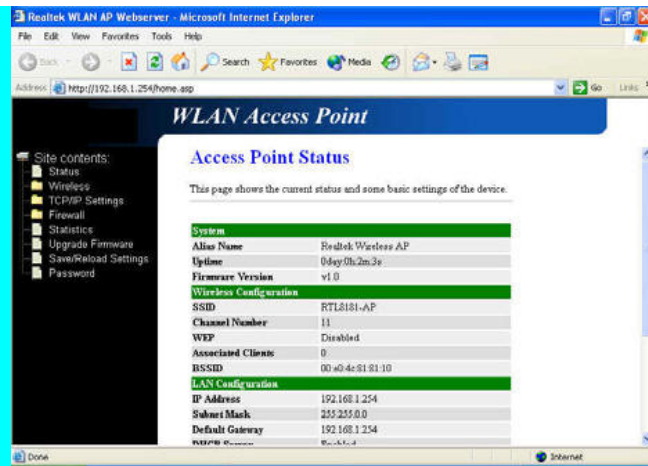 Realtek WLAN AP Webserver - Microsoft Internet Explorer
File Edit View Favorites Tools Help
Back Search Favorites Media
Address http://192.168.1.254/home.asp Go Links
WLAN Access Point
Site contents:
Status
Wireless
TCP/IP Settings
Firewall
Statistics
Upgrade Firmware
Save/Reload Settings
Password
Access Point Status
This page shows the current status and some basic settings of the device.
System
Alias Name Realtek Wireless AP
Uptime 0day:0h:2m:3s
Firmware Version v1.0
Wireless Configuration
SSID RTL8181-AP
Channel Number 11
WEP Disabled
Associated Clients 0
BSSID 00:e0:4c:81:81:10
LAN Configuration
IP Address 192.168.1.254
Subnet Mask 255.255.0.0
Default Gateway 192.168.1.254
DHCP Server Enabled
Done Internet